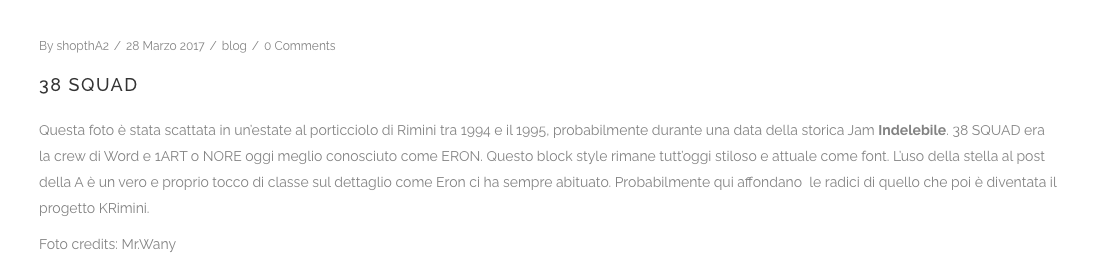 By shopthA2 / 28 Marzo 2017 / blog / 0 Comments
38 SQUAD
Questa foto è stata scattata in un'estate al porticciolo di Rimini tra 1994 e il 1995, probabilmente durante una data della storica Jam Indelebile. 38 SQUAD era
la crew di Word e 1ART o NORE oggi meglio conosciuto come ERON. Questo block style rimane tutt'oggi stiloso e attuale come font. L'uso della stella al post
della A è un vero e proprio tocco di classe sul dettaglio come Eron ci ha sempre abituato. Probabilmente qui affondano  le radici di quello che poi è diventata il
progetto KRimini.
Foto credits: Mr.Wany